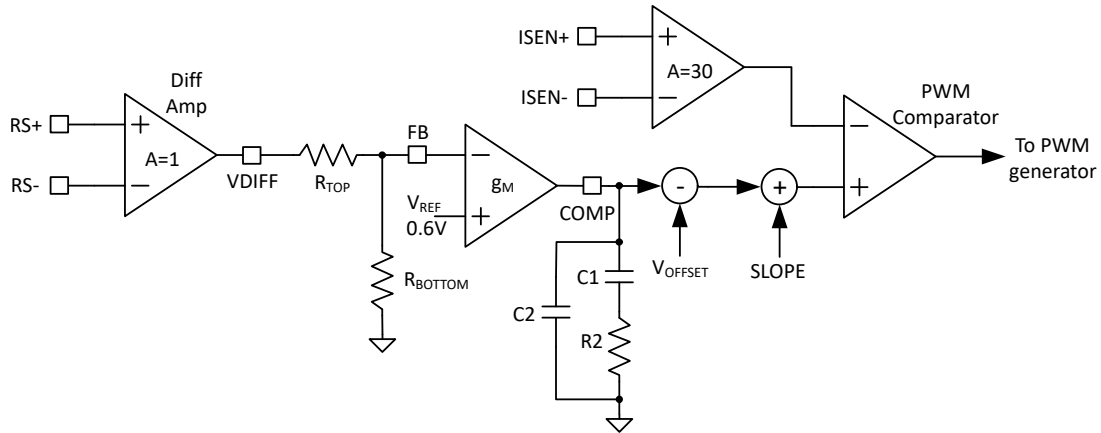 ISEN+
+
A=30
ISEN-
−
Diff
Amp
RS+
+
A=1
RS-
−
VDIFF
RTOP
FB
−
gM
VREF
0.6V
+
COMP
-
+
VOFFSET
SLOPE
PWM
Comparator
−
+
To PWM
generator
RBOTTOM
C1
C2
R2